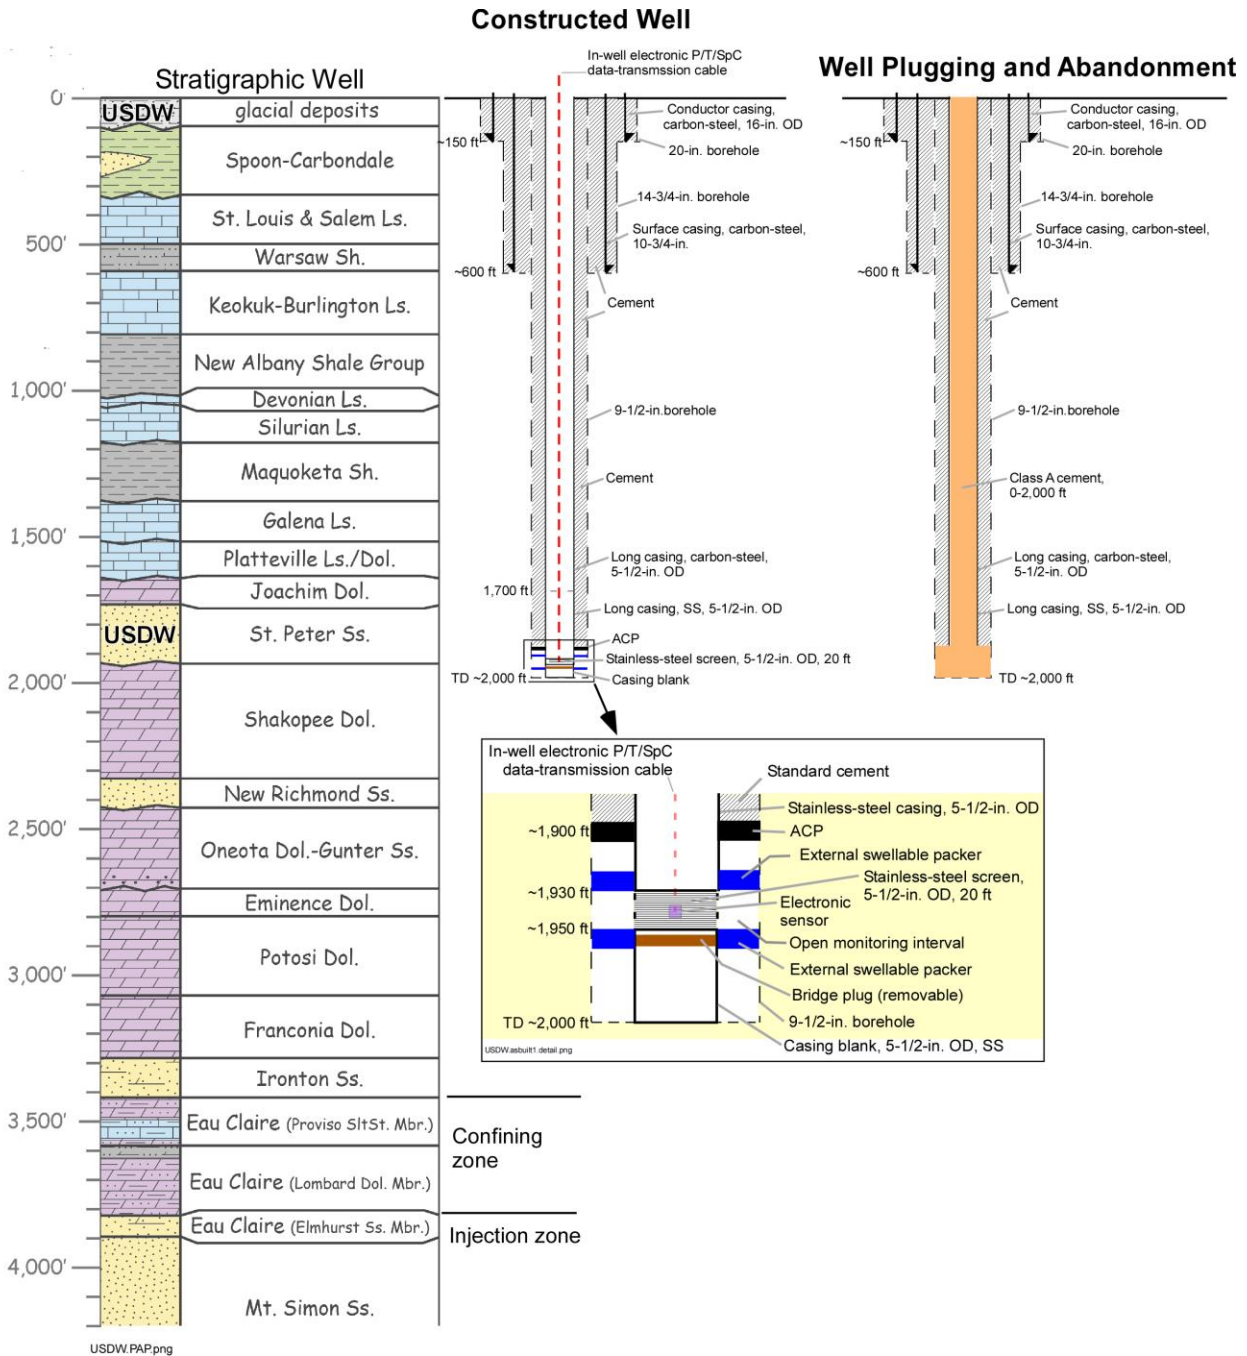 Constructed Well
In-well electronic P/T/SpC
data-transmssion cable
Well Plugging and Abandonment
Stratigraphic Well
0'
500'
1,000'
1,500'
2,000'
2,500'
3,000'
3,500'
4,000'
USDW
glacial deposits
Spoon-Carbondale
St. Louis & Salem Ls.
Warsaw Sh.
Keokuk-Burlington Ls.
New Albany Shale Group
Devonian Ls.
Silurian Ls.
Maquoketa Sh.
Galena Ls.
Platteville Ls./Dol.
Joachim Dol.
USDW
St. Peter Ss.
Shakopee Dol.
New Richmond Ss.
Oneota Dol.-Gunter Ss.
Eminence Dol.
Potosi Dol.
Franconia Dol.
Ironton Ss.
Eau Claire (Proviso SltSt. Mbr.)
Eau Claire (Lombard Dol. Mbr.)
Eau Claire (Elmhurst Ss. Mbr.)
Mt. Simon Ss.
Confining
zone
Injection zone
USDW.PAP.png
~150 ft
~600 ft
1,700 ft
TD ~2,000 ft
Conductor casing,
carbon-steel, 16-in. OD
20-in. borehole
14-3/4-in. borehole
Surface casing, carbon-steel,
10-3/4-in.
Cement
9-1/2-in.borehole
Cement
Long casing, carbon-steel,
5-1/2-in. OD
Long casing, SS, 5-1/2-in. OD
ACP
Stainless-steel screen, 5-1/2-in. OD, 20 ft
Casing blank
~150 ft
~600 ft
Conductor casing,
carbon-steel, 16-in. OD
20-in. borehole
14-3/4-in. borehole
Surface casing, carbon-steel,
10-3/4-in.
Cement
9-1/2-in.borehole
Class A cement,
0-2,000 ft
Long casing, carbon-steel,
5-1/2-in. OD
Long casing, SS, 5-1/2-in. OD
TD ~2,000 ft
In-well electronic P/T/SpC
data-transmission cable
Standard cement
Stainless-steel casing, 5-1/2-in. OD
~1,900 ft
ACP
External swellable packer
~1,930 ft
Stainless-steel screen,
5-1/2-in. OD, 20 ft
Electronic
sensor
~1,950 ft
Open monitoring interval
External swellable packer
Bridge plug (removable)
TD ~2,000 ft
9-1/2-in. borehole
Casing blank, 5-1/2-in. OD, SS
USDW.asbuilt1.detail.png